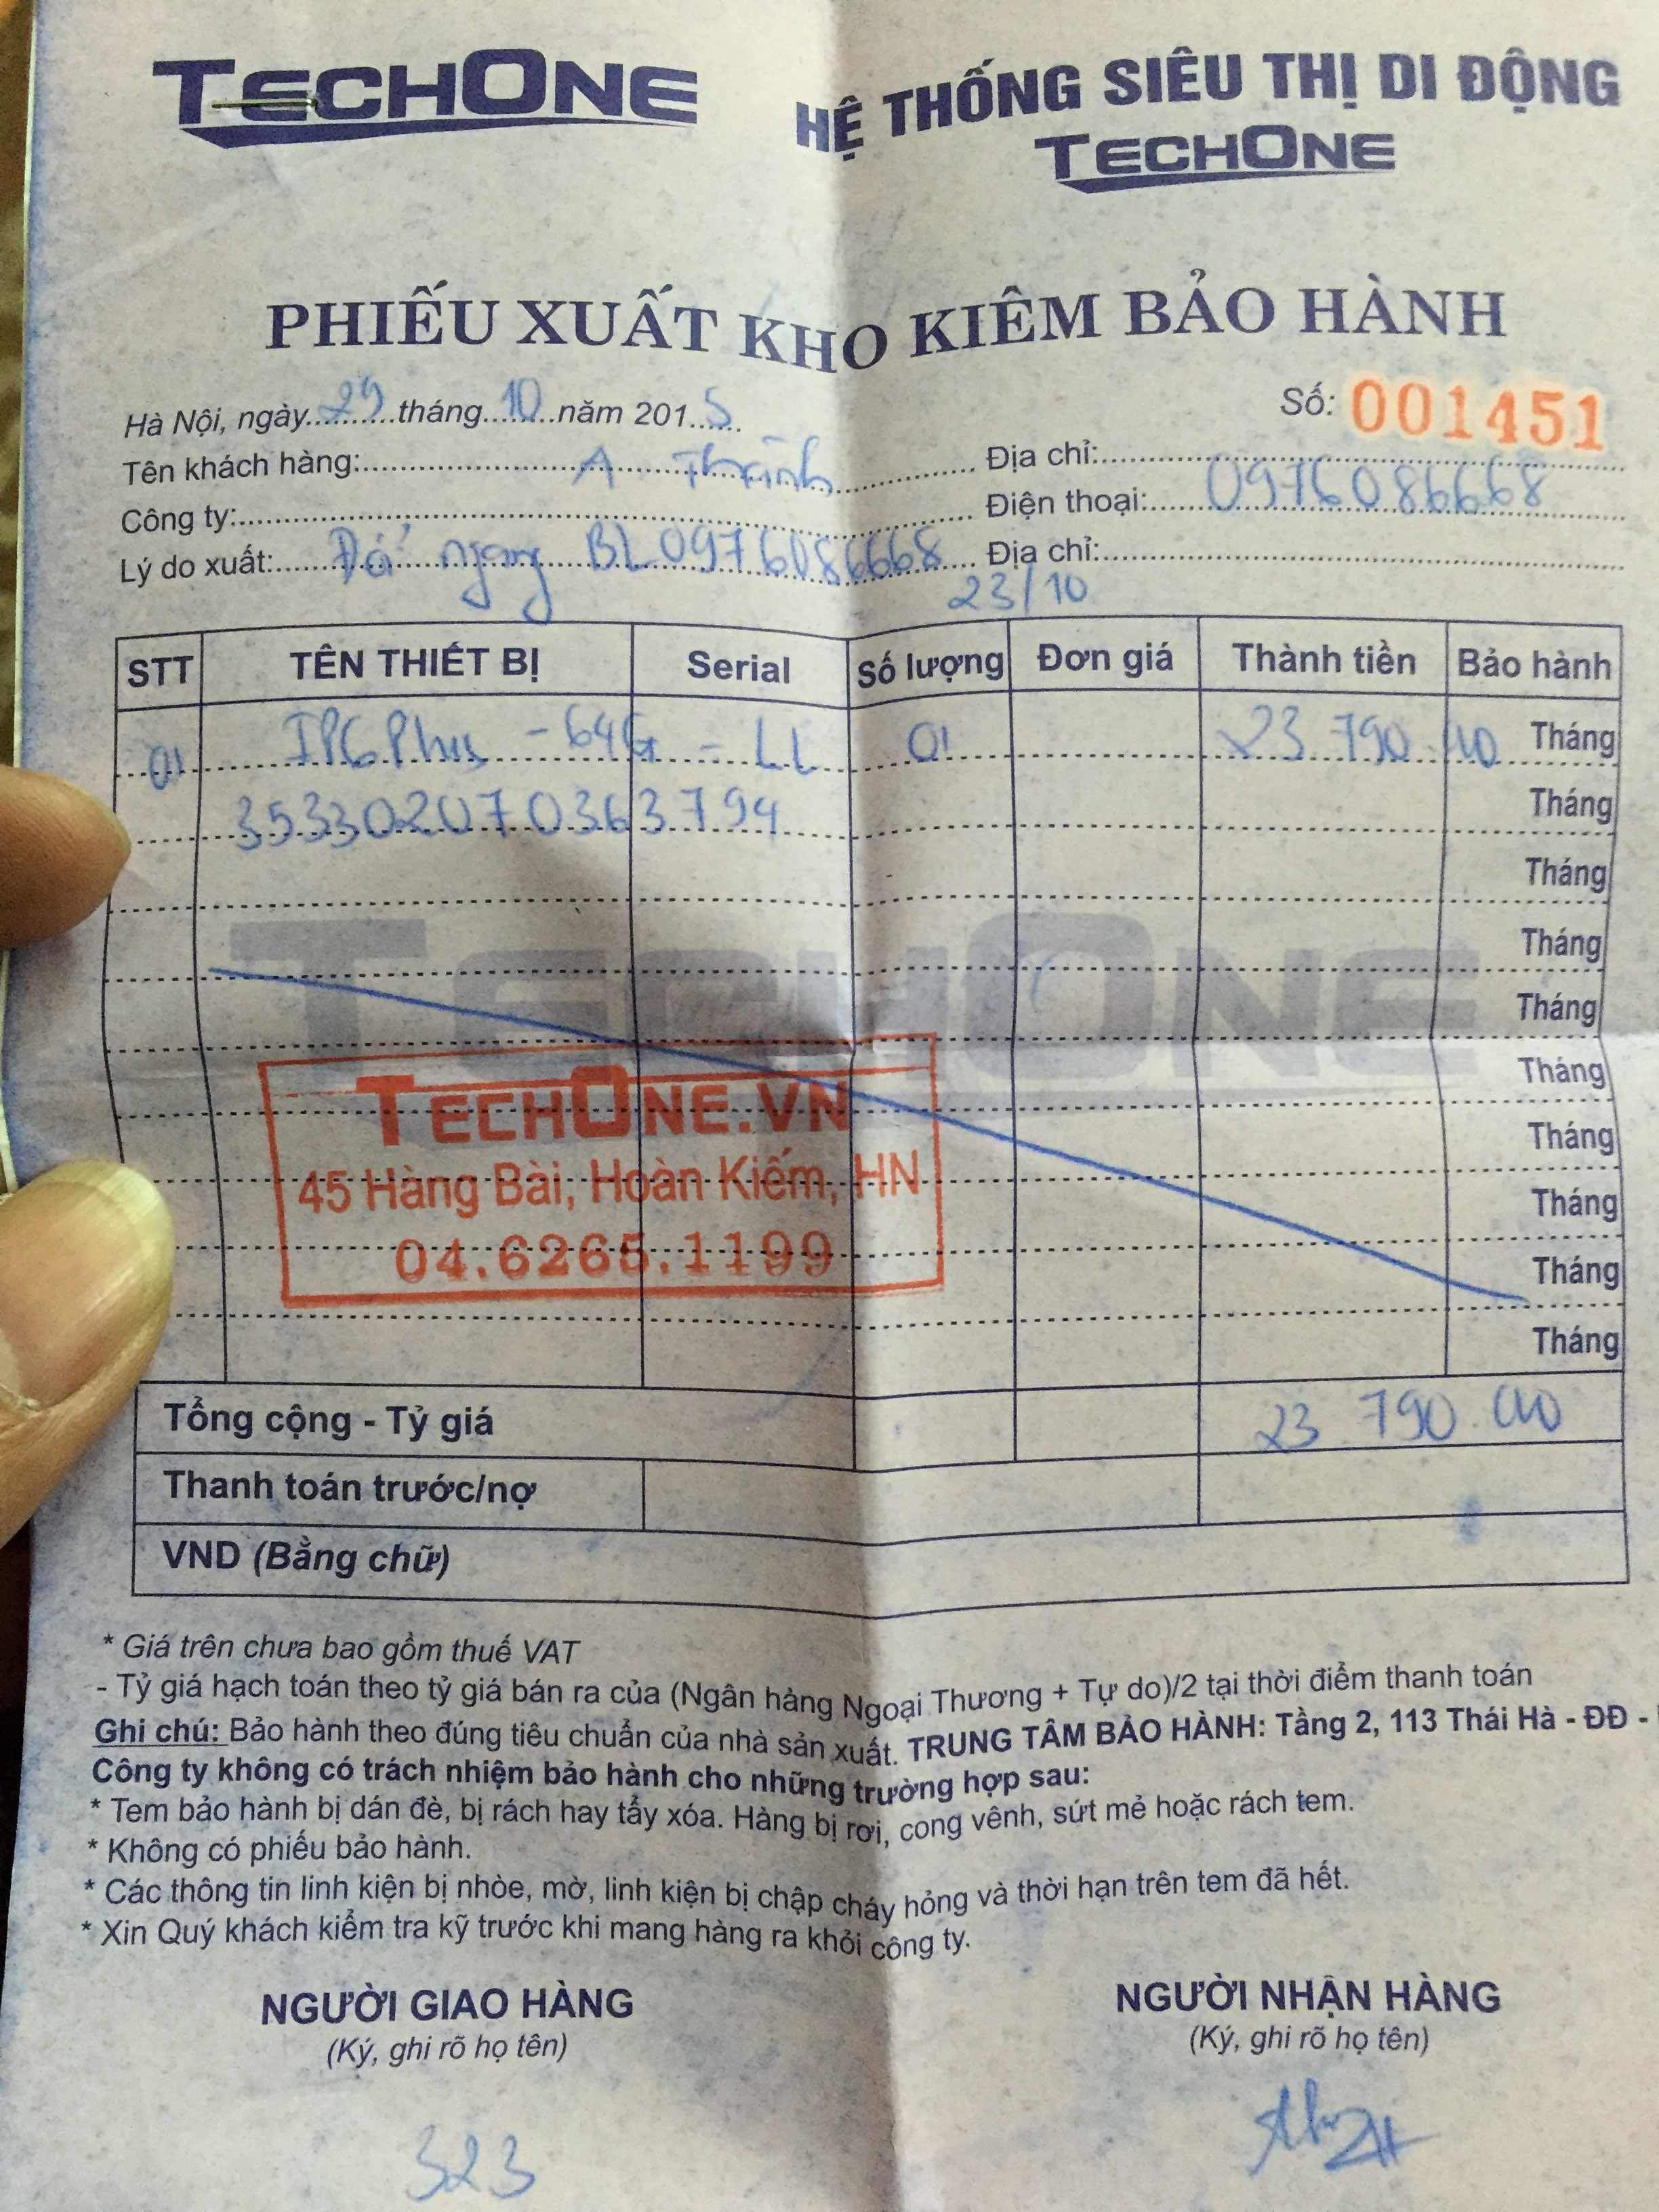 TECHONE
HỆ THỐNG SIÊU THỊ DI ĐỘNG
TECHONE
PHIẾU XUẤT KHO KIÊM BẢO HÀNH
Số: 001451
Hà Nội, ngày 29 tháng 10 năm 2015
Tên khách hàng: A Thành Địa chỉ:
Công ty: Điện thoại: 0976086668
Lý do xuất: ngang BL 0976086668 Địa chỉ:
23/10
STT TÊN THIẾT BỊ Serial Số lượng Đơn giá Thành tiền Bảo hành
01 IP6 Plus - 64G - LL 01 23.790 Tháng
353302070363794 Tháng
Tháng
Tháng
Tháng
Tháng
Tháng
Tháng
Tháng
Tháng
TECHONE
TECHONE.VN
45 Hàng Bài, Hoàn Kiếm, HN
04.6265.1199
Tổng cộng - Tỷ giá 23.790
Thanh toán trước/nợ
VND (Bằng chữ)
* Giá trên chưa bao gồm thuế VAT
- Tỷ giá hạch toán theo tỷ giá bán ra của (Ngân hàng Ngoại Thương + Tự do)/2 tại thời điểm thanh toán
Ghi chú: Bảo hành theo đúng tiêu chuẩn của nhà sản xuất. TRUNG TÂM BẢO HÀNH: Tầng 2, 113 Thái Hà - ĐĐ -
Công ty không có trách nhiệm bảo hành cho những trường hợp sau:
* Tem bảo hành bị dán đè, bị rách hay tẩy xóa. Hàng bị rơi, cong vênh, sứt mẻ hoặc rách tem.
* Không có phiếu bảo hành.
* Các thông tin linh kiện bị nhòe, mờ, linh kiện bị chập cháy hỏng và thời hạn trên tem đã hết.
* Xin Quý khách kiểm tra kỹ trước khi mang hàng ra khỏi công ty.
NGƯỜI GIAO HÀNG NGƯỜI NHẬN HÀNG
(Ký, ghi rõ họ tên) (Ký, ghi rõ họ tên)
323